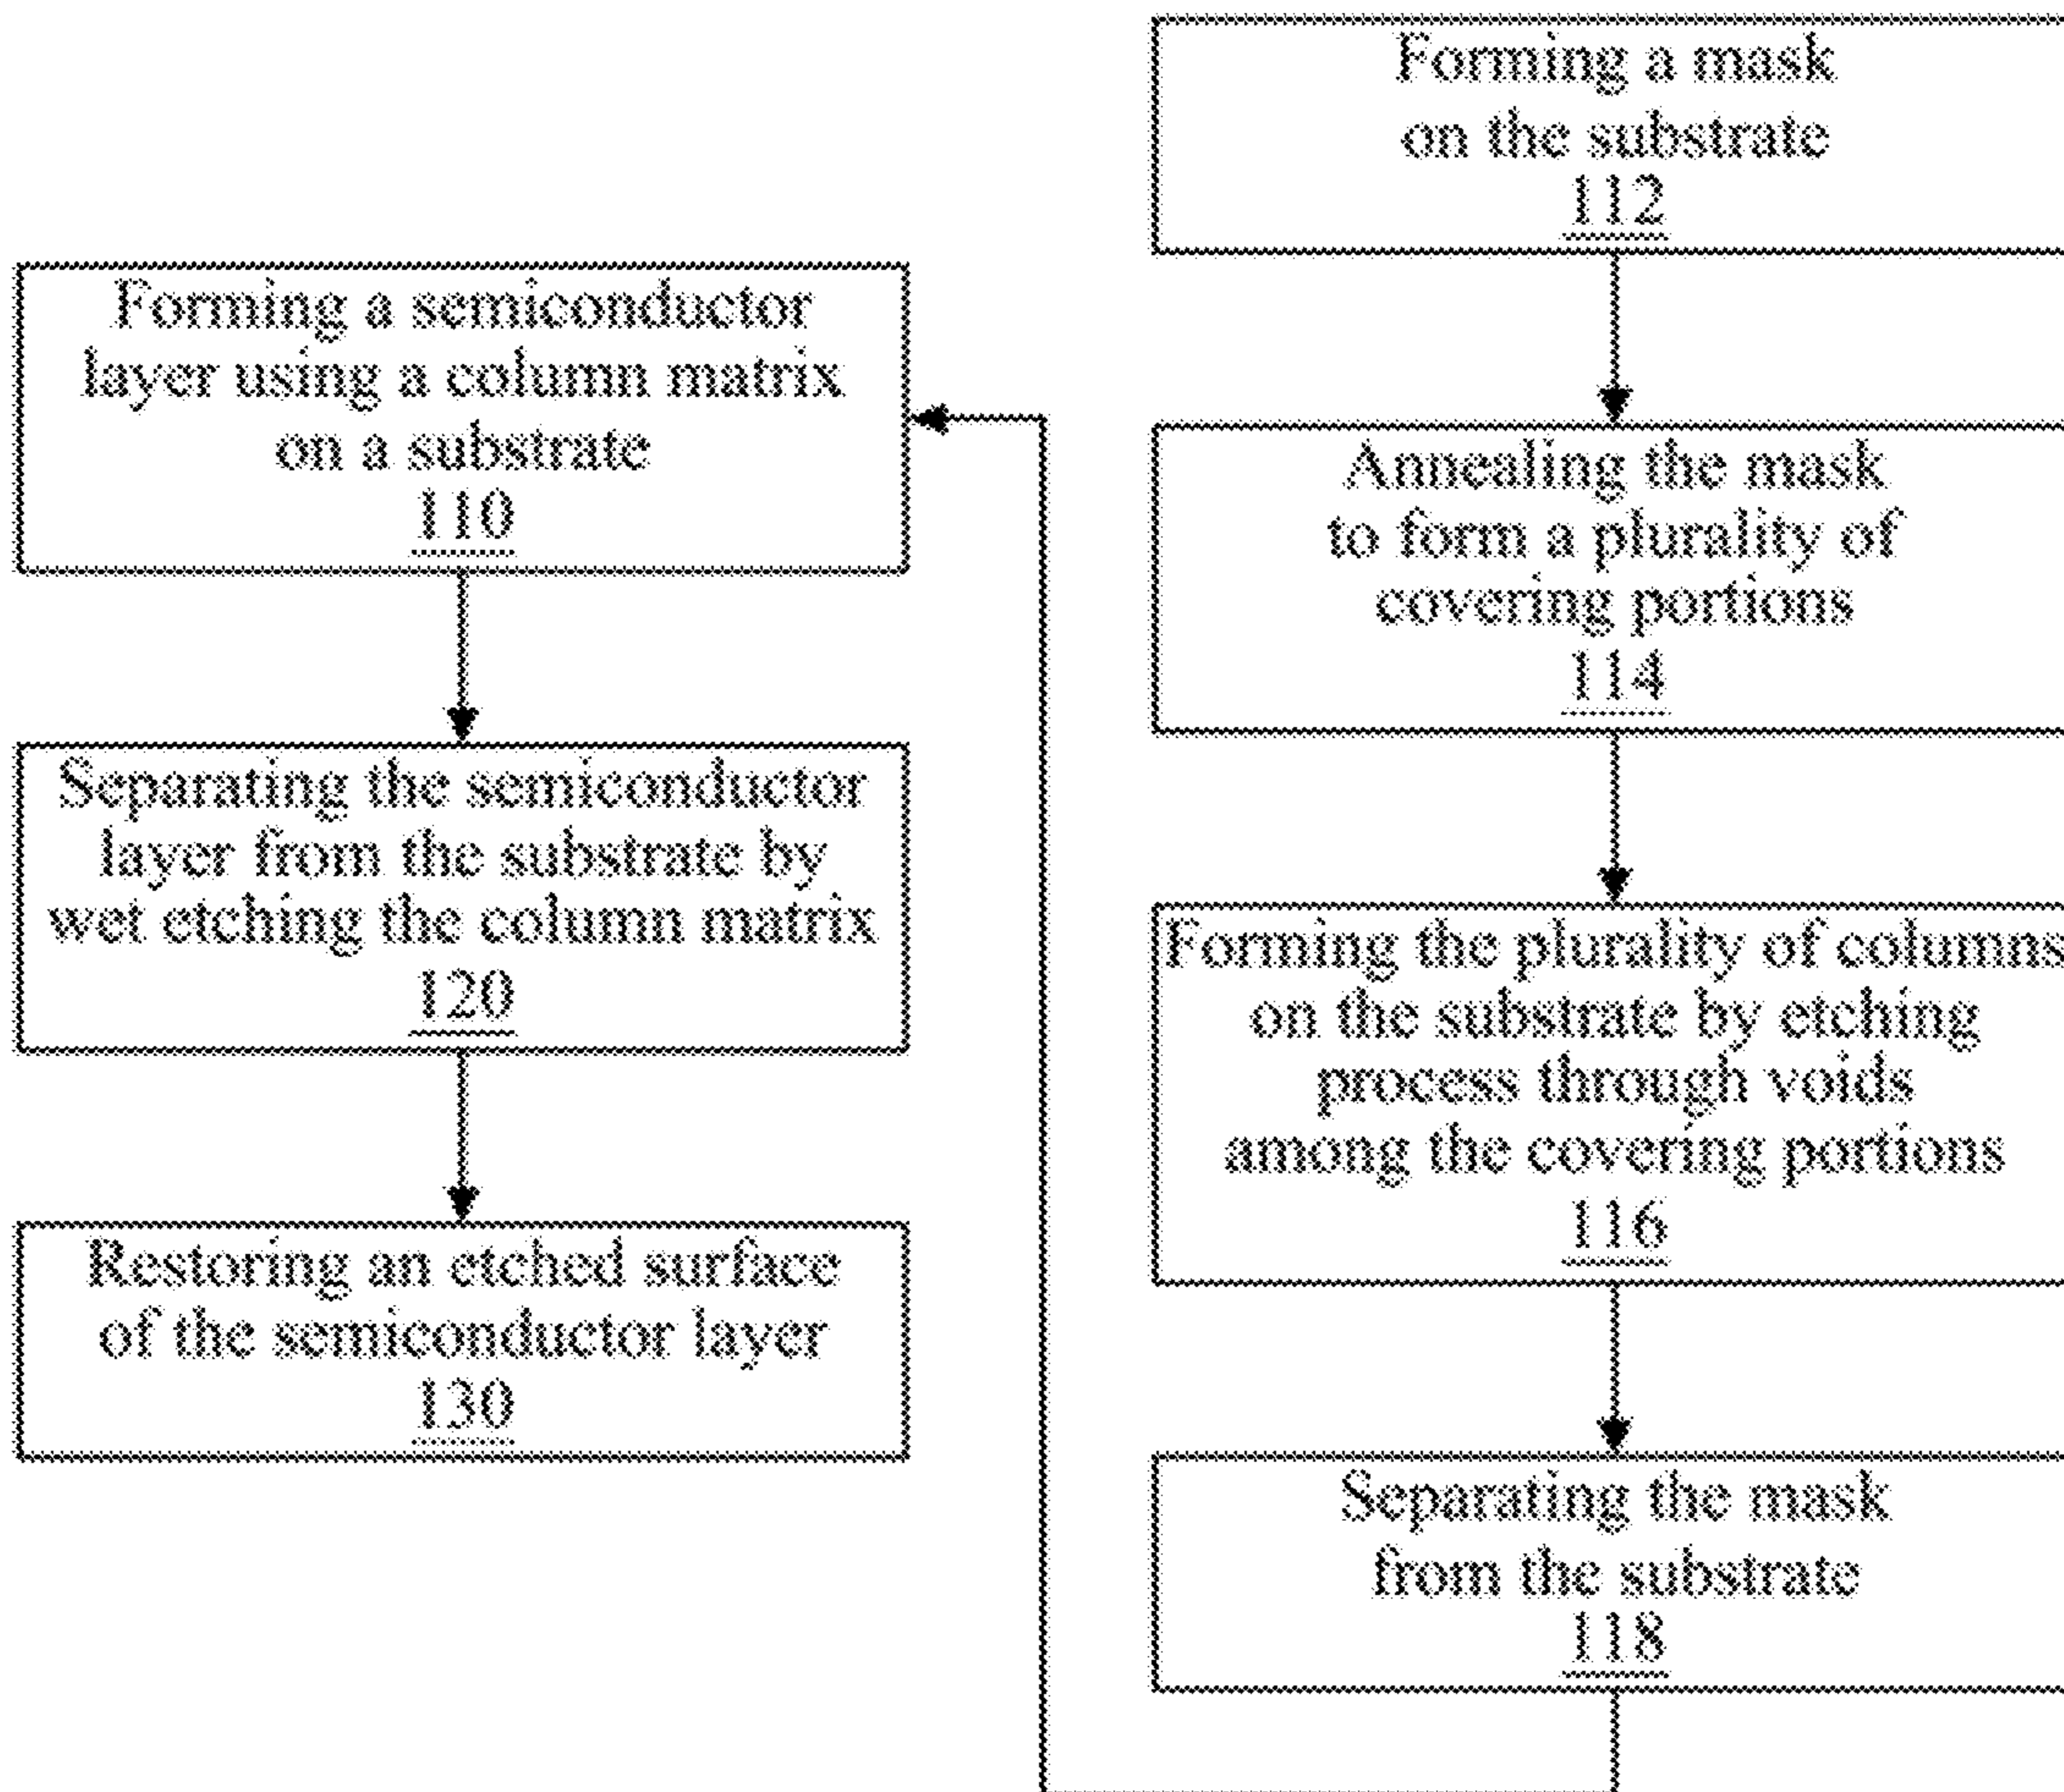 Forming a semiconductor
layer using a column matrix
on a substrate
110
Separating the semiconductor
layer from the substrate by
wet etching the column matrix
120
Restoring an etched surface
of the semiconductor layer
130
Forming a mask
on the substrate
112
Annealing the mask
to form a plurality of
covering portions
114
Forming the plurality of columns
on the substrate by etching
process through voids
among the covering portions
116
Separating the mask
from the substrate
118